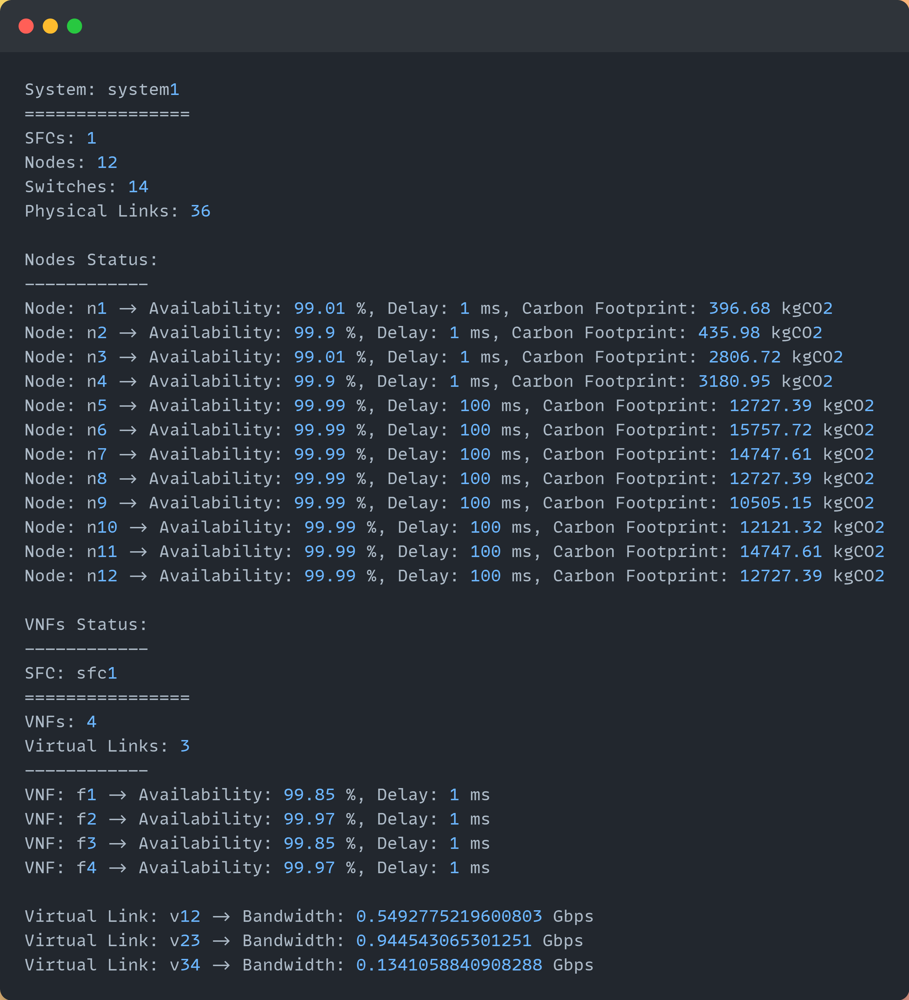 System: system1
================
SFCs: 1
Nodes: 12
Switches: 14
Physical Links: 36
Nodes Status:
------------
Node: n1 -> Availability: 99.01 %, Delay: 1 ms, Carbon Footprint: 396.68 kgCO2
Node: n2 -> Availability: 99.9 %, Delay: 1 ms, Carbon Footprint: 435.98 kgCO2
Node: n3 -> Availability: 99.01 %, Delay: 1 ms, Carbon Footprint: 2806.72 kgCO2
Node: n4 -> Availability: 99.9 %, Delay: 1 ms, Carbon Footprint: 3180.95 kgCO2
Node: n5 -> Availability: 99.99 %, Delay: 100 ms, Carbon Footprint: 12727.39 kgCO2
Node: n6 -> Availability: 99.99 %, Delay: 100 ms, Carbon Footprint: 15757.72 kgCO2
Node: n7 -> Availability: 99.99 %, Delay: 100 ms, Carbon Footprint: 14747.61 kgCO2
Node: n8 -> Availability: 99.99 %, Delay: 100 ms, Carbon Footprint: 12727.39 kgCO2
Node: n9 -> Availability: 99.99 %, Delay: 100 ms, Carbon Footprint: 10505.15 kgCO2
Node: n10 -> Availability: 99.99 %, Delay: 100 ms, Carbon Footprint: 12121.32 kgCO2
Node: n11 -> Availability: 99.99 %, Delay: 100 ms, Carbon Footprint: 14747.61 kgCO2
Node: n12 -> Availability: 99.99 %, Delay: 100 ms, Carbon Footprint: 12727.39 kgCO2
VNFs Status:
------------
SFC: sfc1
================
VNFs: 4
Virtual Links: 3
------------
VNF: f1 -> Availability: 99.85 %, Delay: 1 ms
VNF: f2 -> Availability: 99.97 %, Delay: 1 ms
VNF: f3 -> Availability: 99.85 %, Delay: 1 ms
VNF: f4 -> Availability: 99.97 %, Delay: 1 ms
Virtual Link: v12 -> Bandwidth: 0.5492775219600803 Gbps
Virtual Link: v23 -> Bandwidth: 0.944543065301251 Gbps
Virtual Link: v34 -> Bandwidth: 0.1341058840908288 Gbps